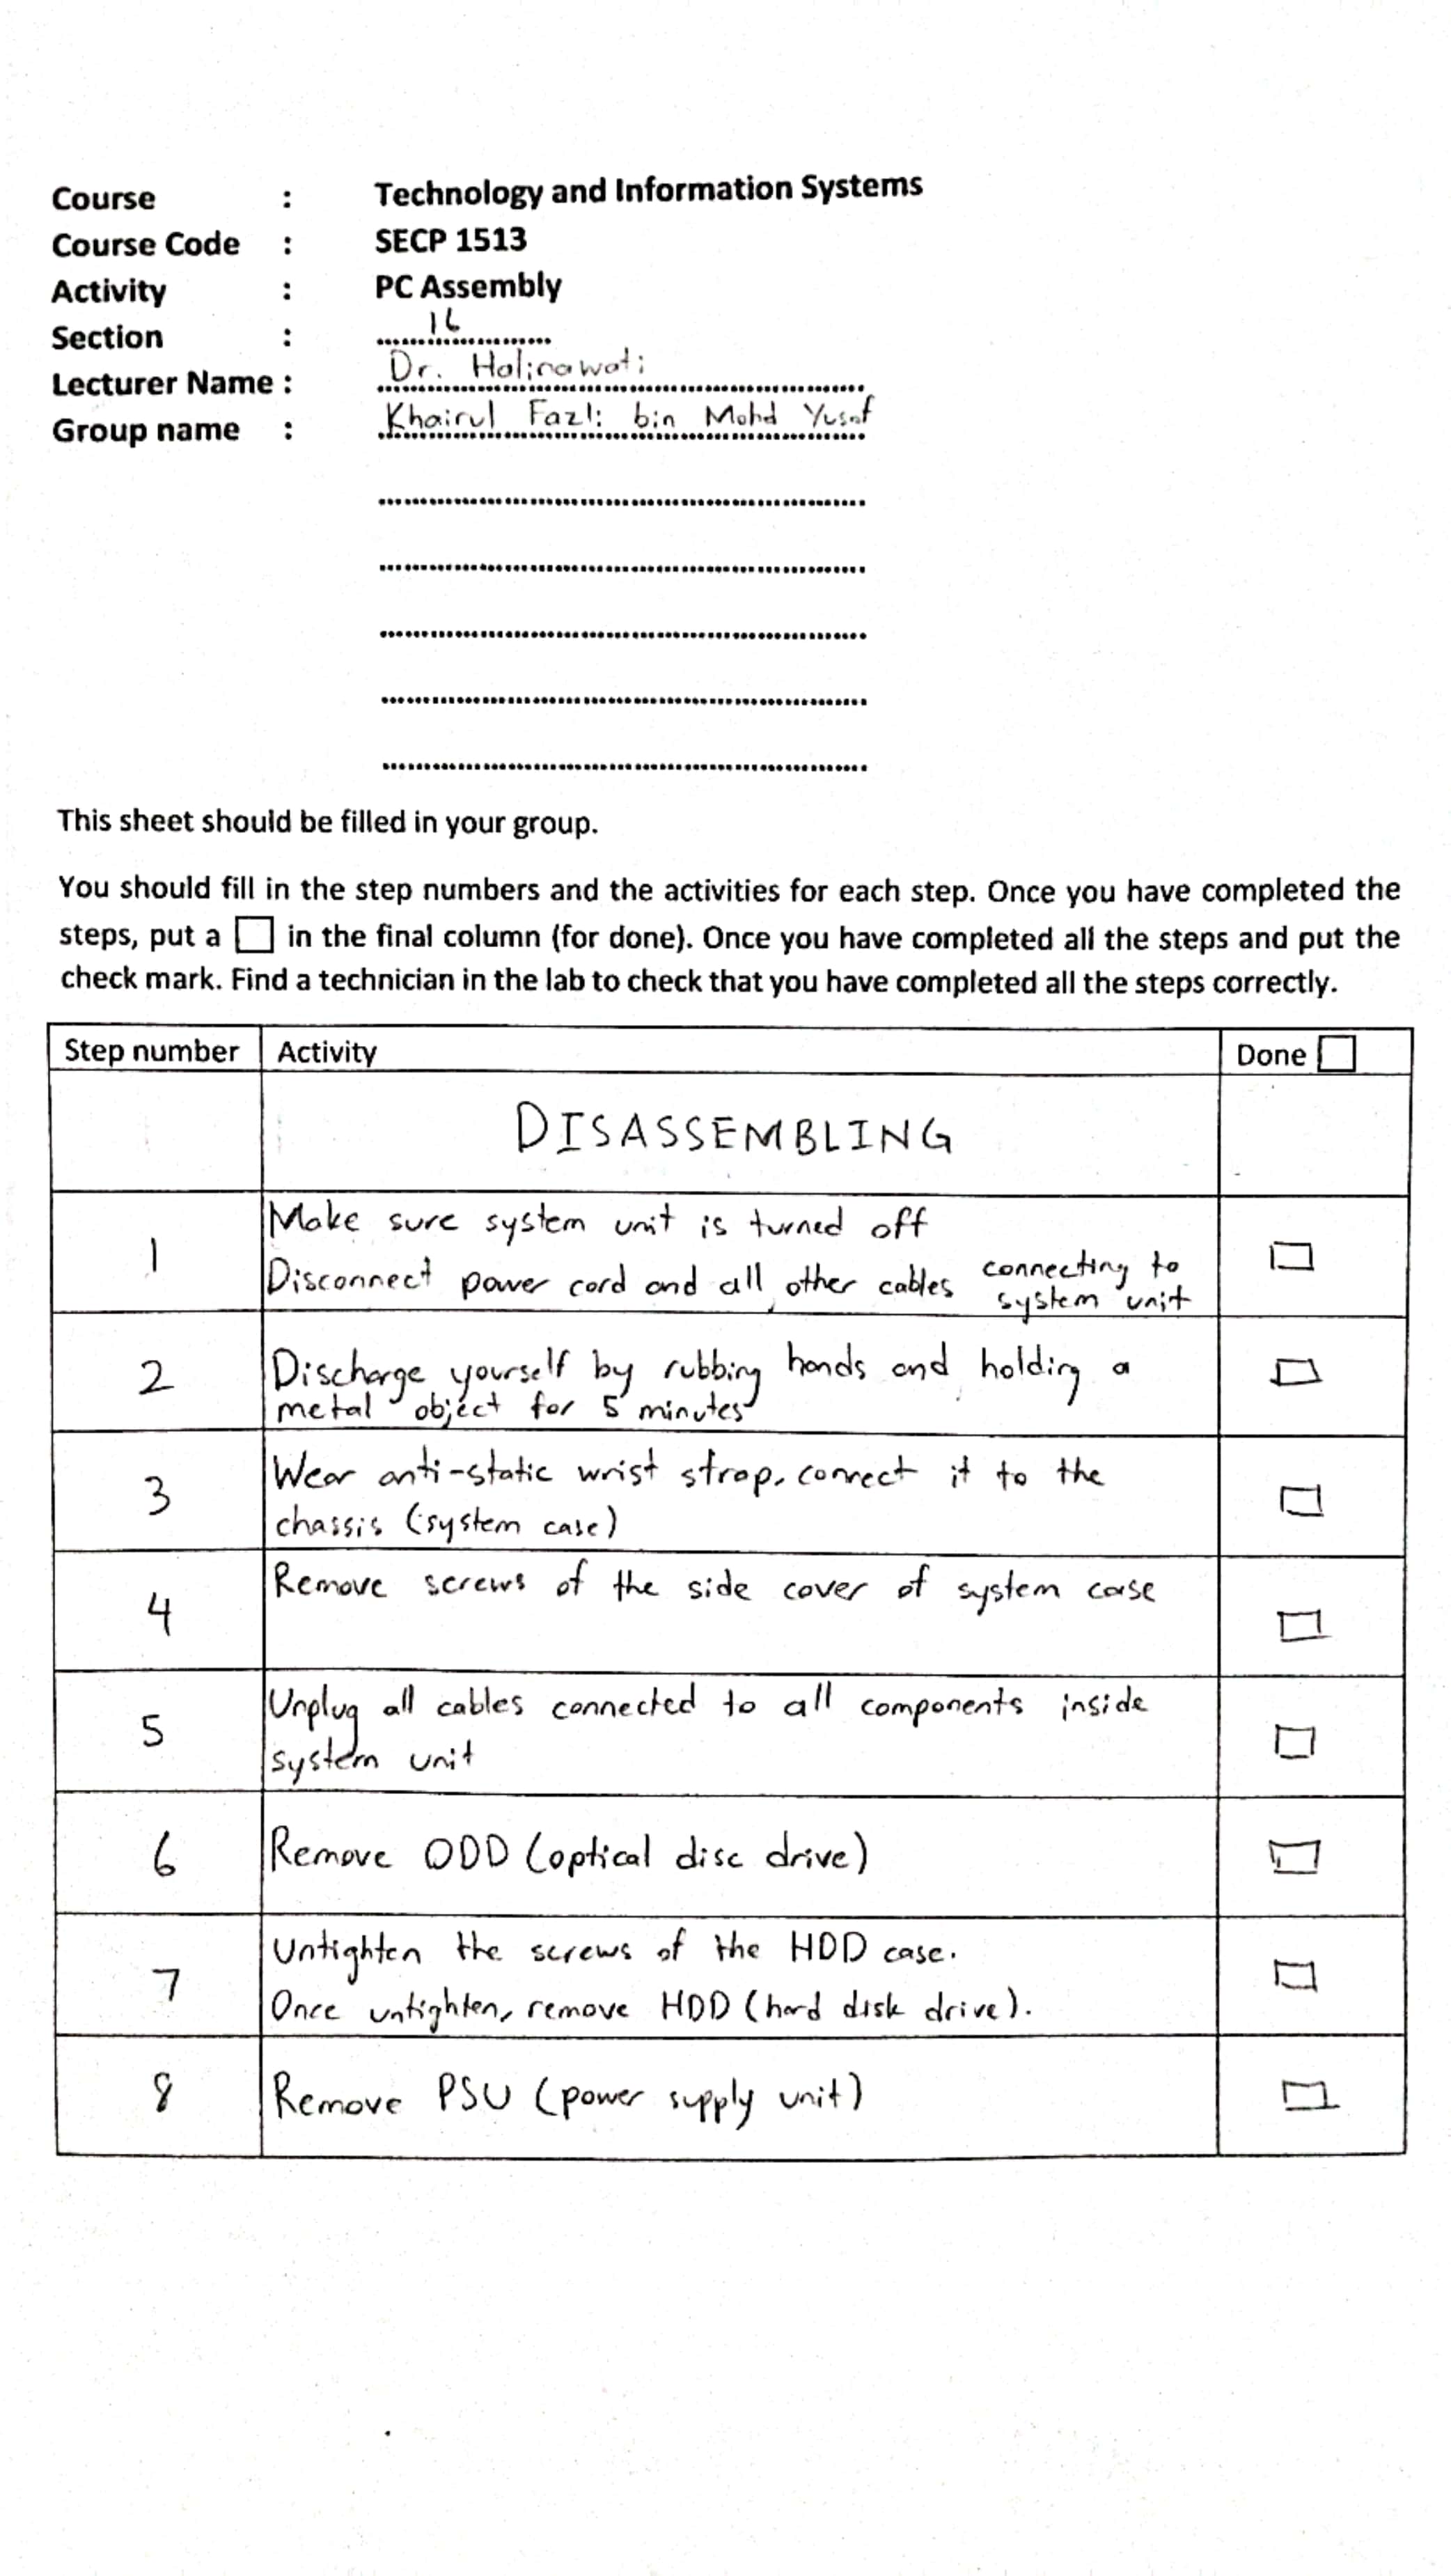 Course : Technology and Information Systems
Course Code : SECP 1513
Activity : PC Assembly
Section : 16
Lecturer Name : Dr. Halinawati
Group name : Khairul Fazli bin Mohd Yusof
This sheet should be filled in your group.
You should fill in the step numbers and the activities for each step. Once you have completed the
steps, put a □ in the final column (for done). Once you have completed all the steps and put the
check mark. Find a technician in the lab to check that you have completed all the steps correctly.
Step number Activity Done □
DISASSEMBLING
1 Make sure system unit is turned off
Disconnect power cord and all other cables connecting to
system unit □
2 Discharge yourself by rubbing hands and holding a
metal object for 5 minutes □
3 Wear anti-static wrist strap, connect it to the
chassis (system case) □
4 Remove screws of the side cover of system case □
5 Unplug all cables connected to all components inside
system unit □
6 Remove ODD (optical disc drive) □
7 Untighten the screws of the HDD case.
Once untighten, remove HDD (hard disk drive). □
8 Remove PSU (power supply unit) □